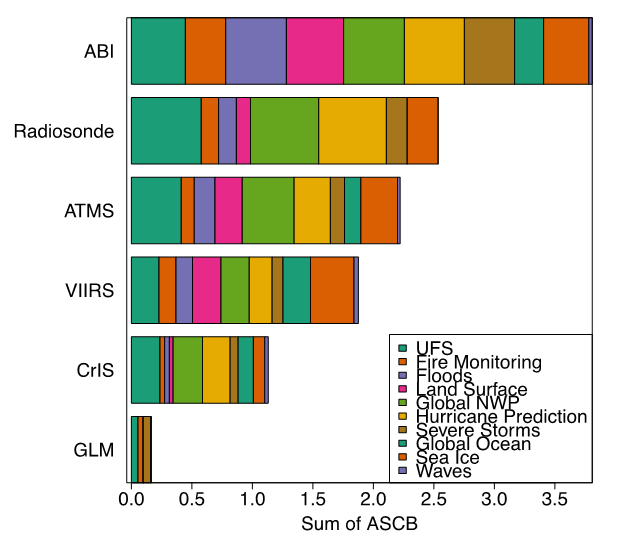 ABI
Radiosonde
ATMS
VIIRS
CrIS
GLM
UFS
Fire Monitoring
Floods
Land Surface
Global NWP
Hurricane Prediction
Severe Storms
Global Ocean
Sea Ice
Waves
0.0 0.5 1.0 1.5 2.0 2.5 3.0 3.5
Sum of ASCB